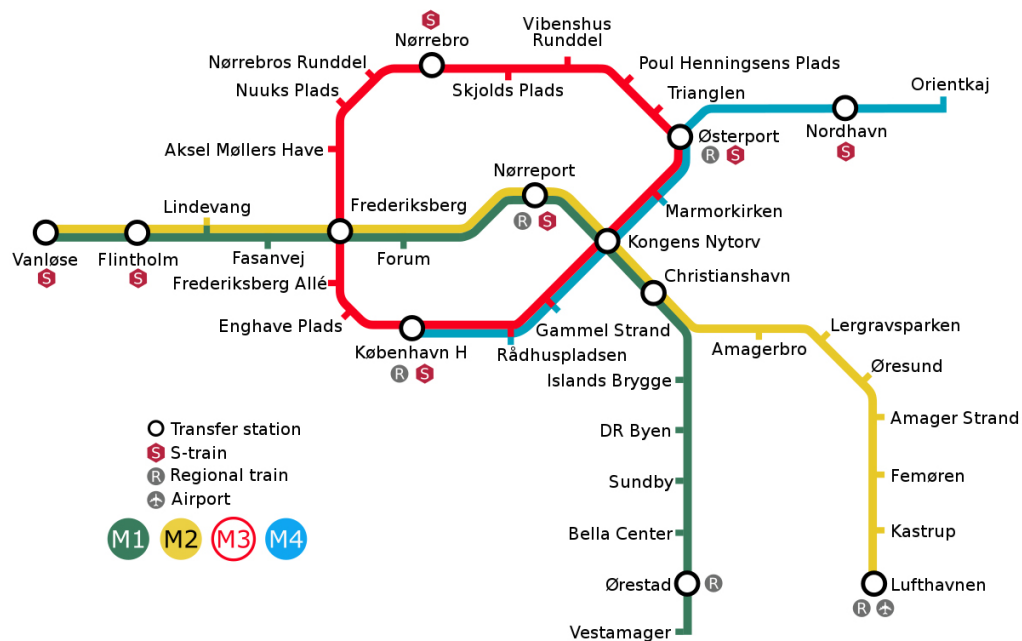 S
Nørrebro
Vibenshus
Runddel
Nørrebros Runddel
Poul Henningsens Plads
Nuuks Plads
Skjolds Plads
Trianglen
Orientkaj
Østerport
R S
Nordhavn
S
Aksel Møllers Have
Nørreport
R S
Lindevang
Frederiksberg
Marmorkirken
Kongens Nytorv
Vanløse
S
Flintholm
S
Fasanvej
Forum
Christianshavn
Frederiksberg Allé
Enghave Plads
København H
R S
Gammel Strand
Rådhuspladsen
Amagerbro
Lergravsparken
Øresund
Islands Brygge
Amager Strand
DR Byen
Sundby
Femøren
Bella Center
Kastrup
Ørestad
R
Lufthavnen
R
Vestamager
Transfer station
S S-train
R Regional train
Airport
M1 M2 M3 M4